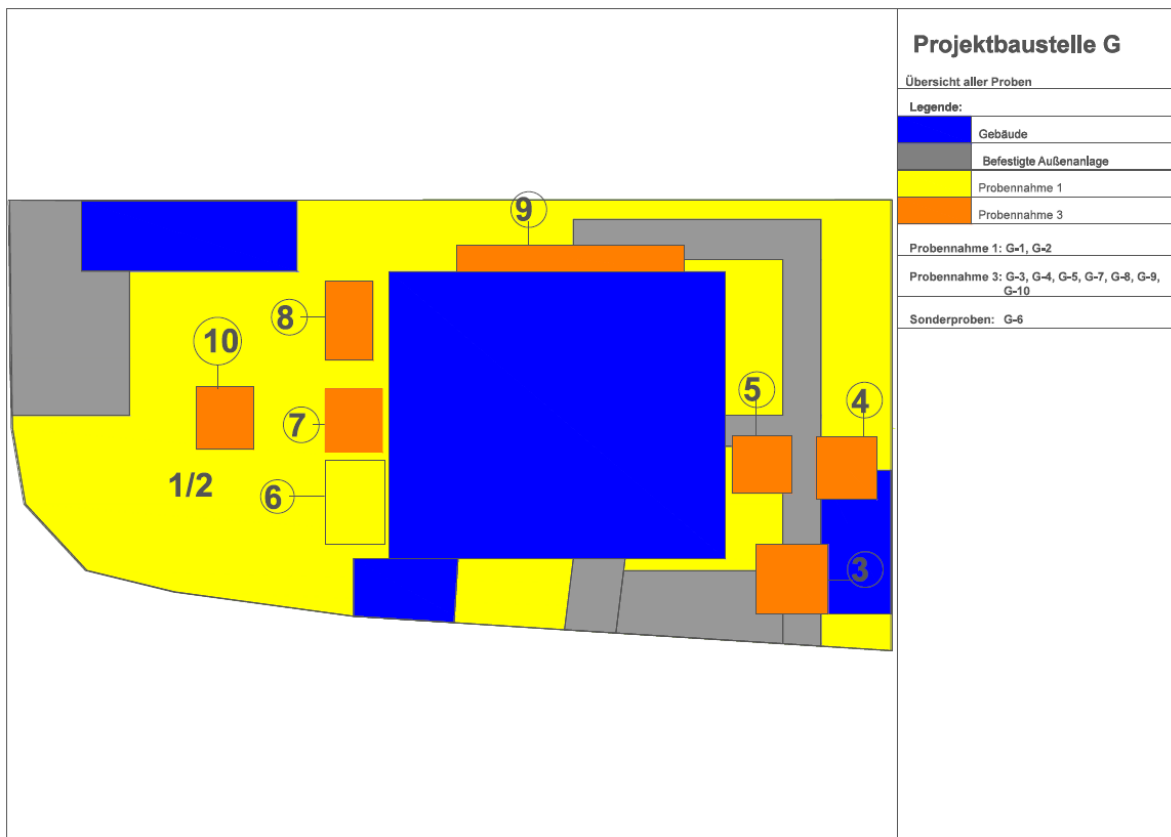 Projektbaustelle G
Übersicht aller Proben
Legende:
Gebäude
Befestigte Außenanlage
Probennahme 1
Probennahme 3
Probennahme 1: G-1, G-2
Probennahme 3: G-3, G-4, G-5, G-7, G-8, G-9,
G-10
Sonderproben: G-6
9
8
10
5
4
7
1/2
6
3